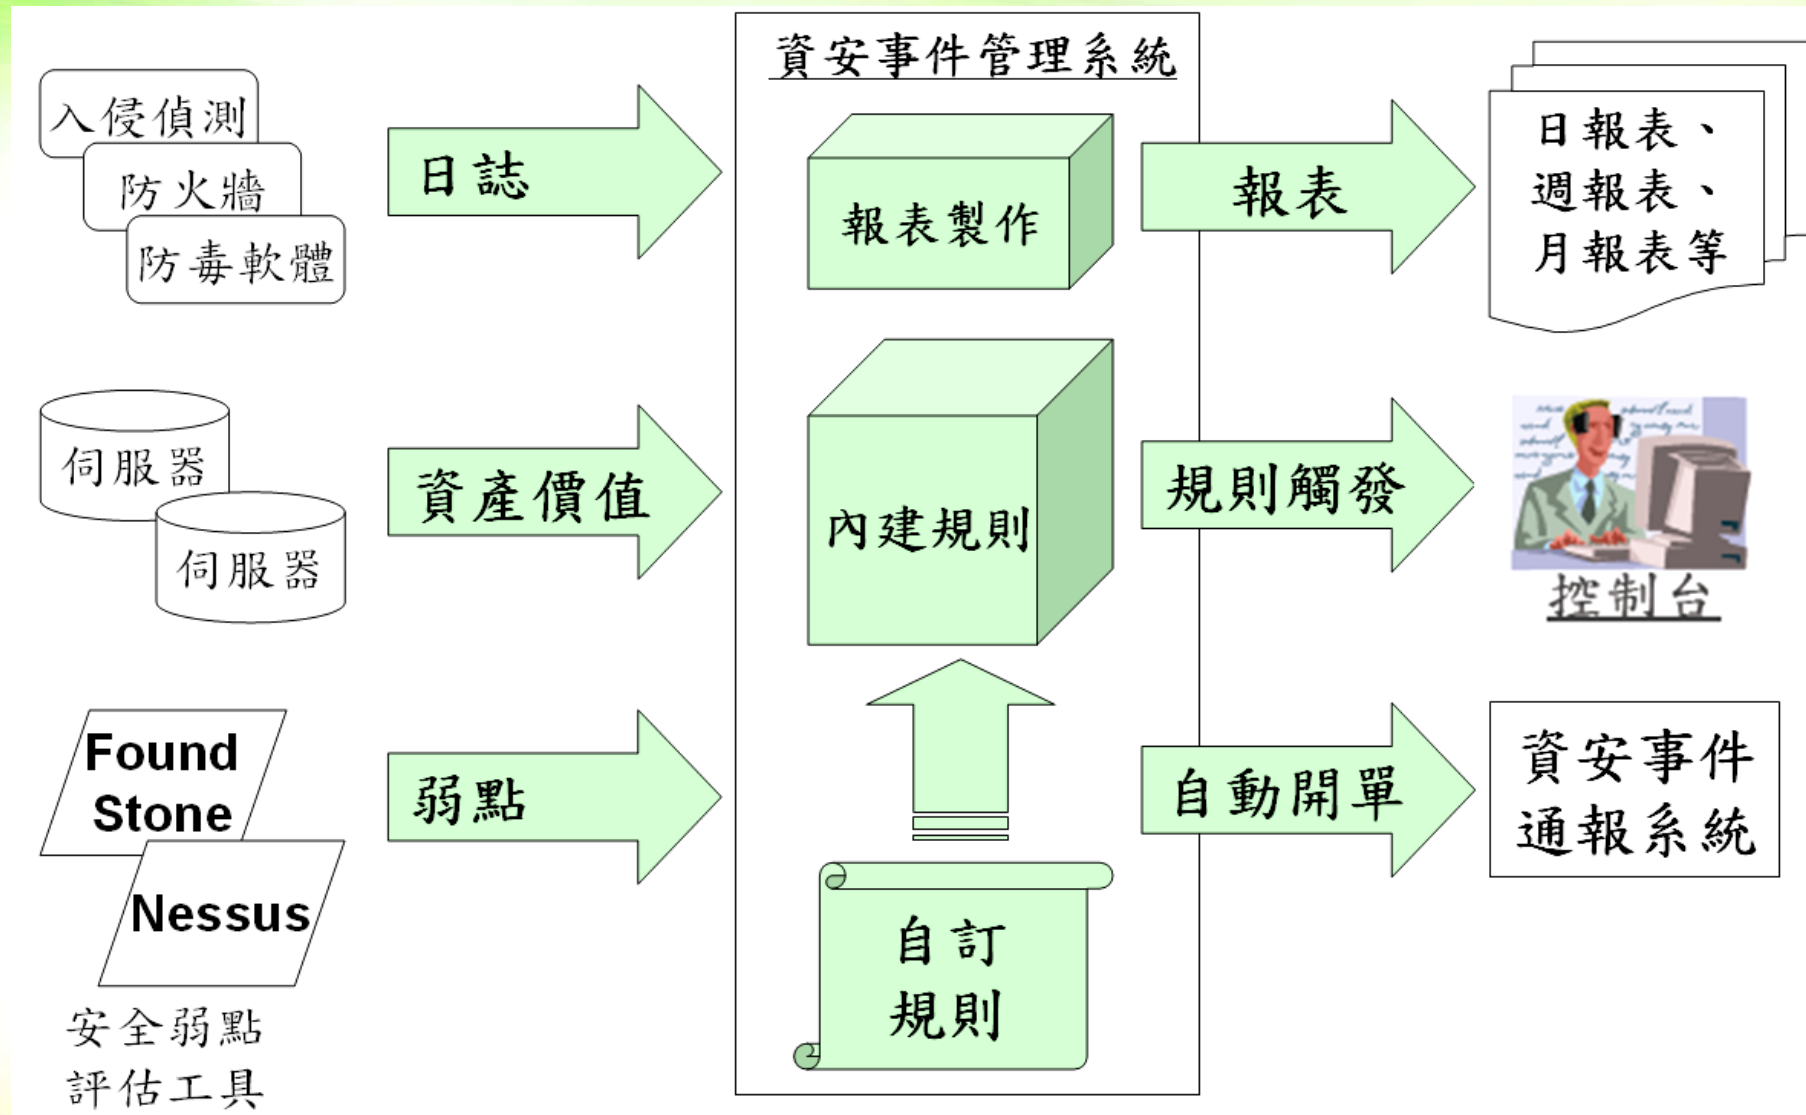 資安事件管理系統
入侵偵測
防火牆
防毒軟體
日誌
報表製作
報表
日報表、
週報表、
月報表等
伺服器
伺服器
資產價值
內建規則
規則觸發
控制台
Found
Stone
Nessus
安全弱點
評估工具
弱點
自訂
規則
自動開單
資安事件
通報系統